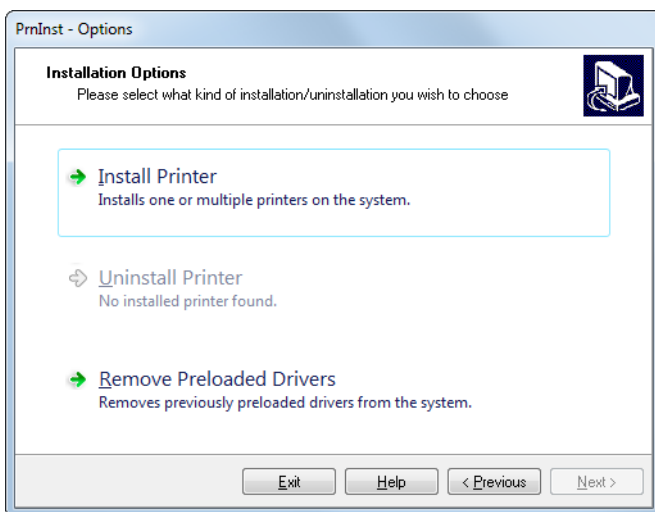 PrnInst - Options
Installation Options
Please select what kind of installation/uninstallation you wish to choose
Install Printer
Installs one or multiple printers on the system.
Uninstall Printer
No installed printer found.
Remove Preloaded Drivers
Removes previously preloaded drivers from the system.
Exit Help < Previous Next >